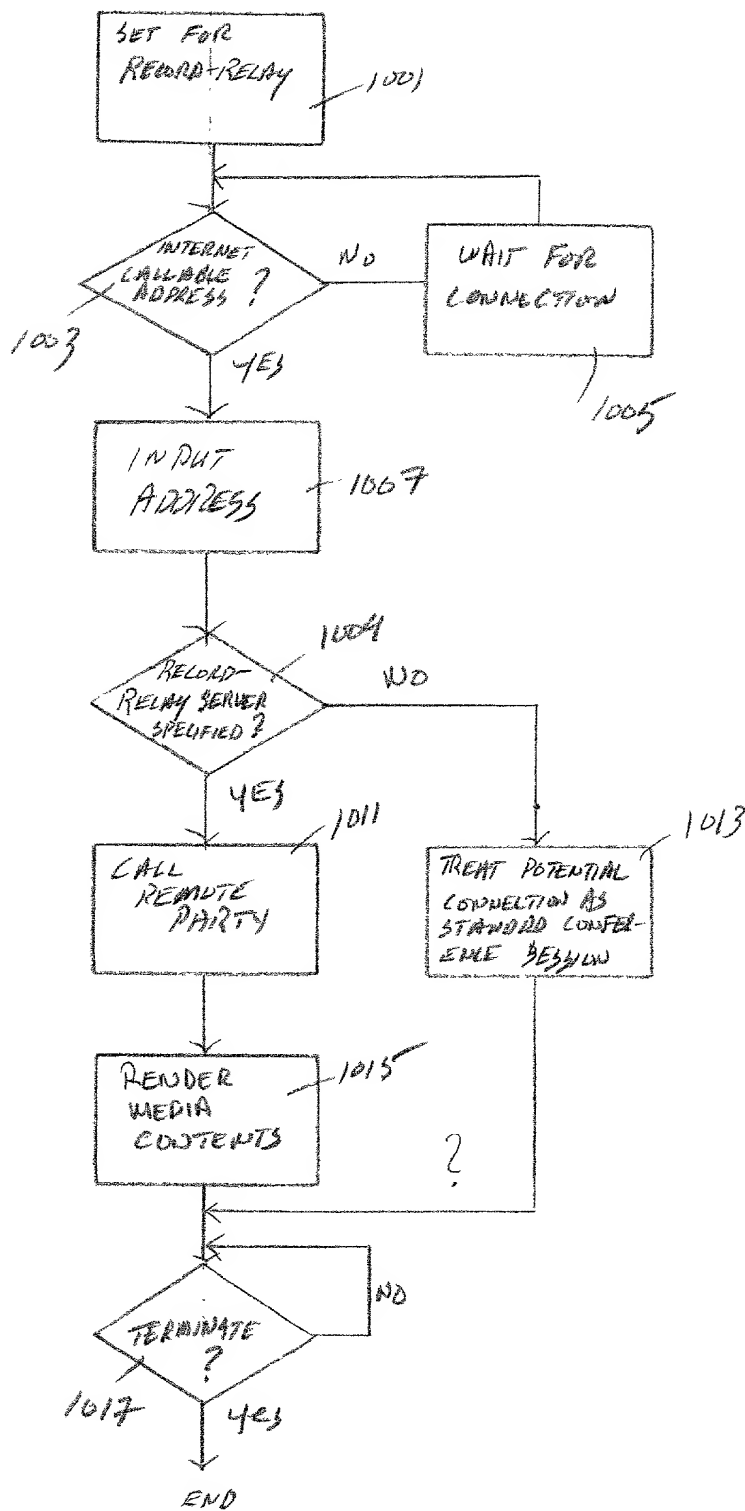 SET FOR
RECORD-RELAY
1001
INTERNET
CALLABLE
ADDRESS ?
NO
WAIT FOR
CONNECTION
1003
YES
1005
INPUT
ADDRESS
1007
1009
RECORD-
RELAY SERVER
SPECIFIED ?
NO
YES
1011
1013
CALL
REMOTE
PARTY
TREAT POTENTIAL
CONNECTION AS
STANDARD CONFER-
ENCE SESSION
1015
RENDER
MEDIA
CONTENTS
?
NO
TERMINATE
?
1017
YES
END